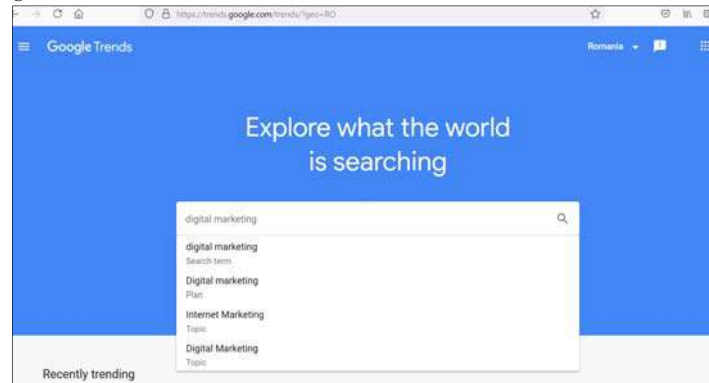 https://trends.google.com/trends/?geo=RO
Google Trends
Romania
Explore what the world
is searching
digital marketing
digital marketing
Search term
Digital marketing
Plan
Internet Marketing
Topic
Digital Marketing
Topic
Recently trending